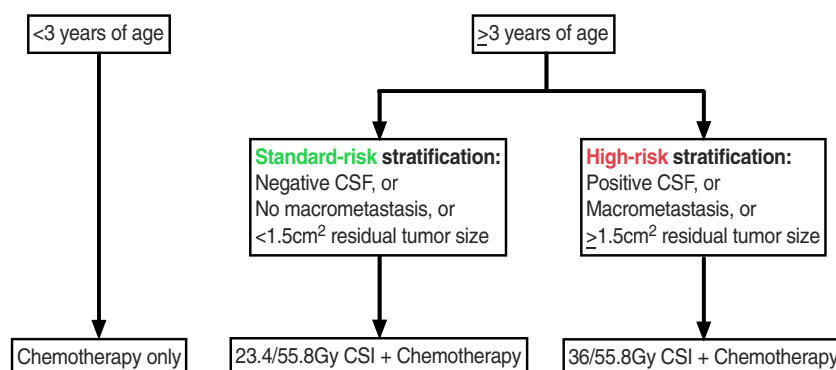 <3 years of age
≥3 years of age
Standard-risk stratification:
Negative CSF, or
No macrometastasis, or
<1.5cm² residual tumor size
High-risk stratification:
Positive CSF, or
Macrometastasis, or
≥1.5cm² residual tumor size
Chemotherapy only
23.4/55.8Gy CSI + Chemotherapy
36/55.8Gy CSI + Chemotherapy